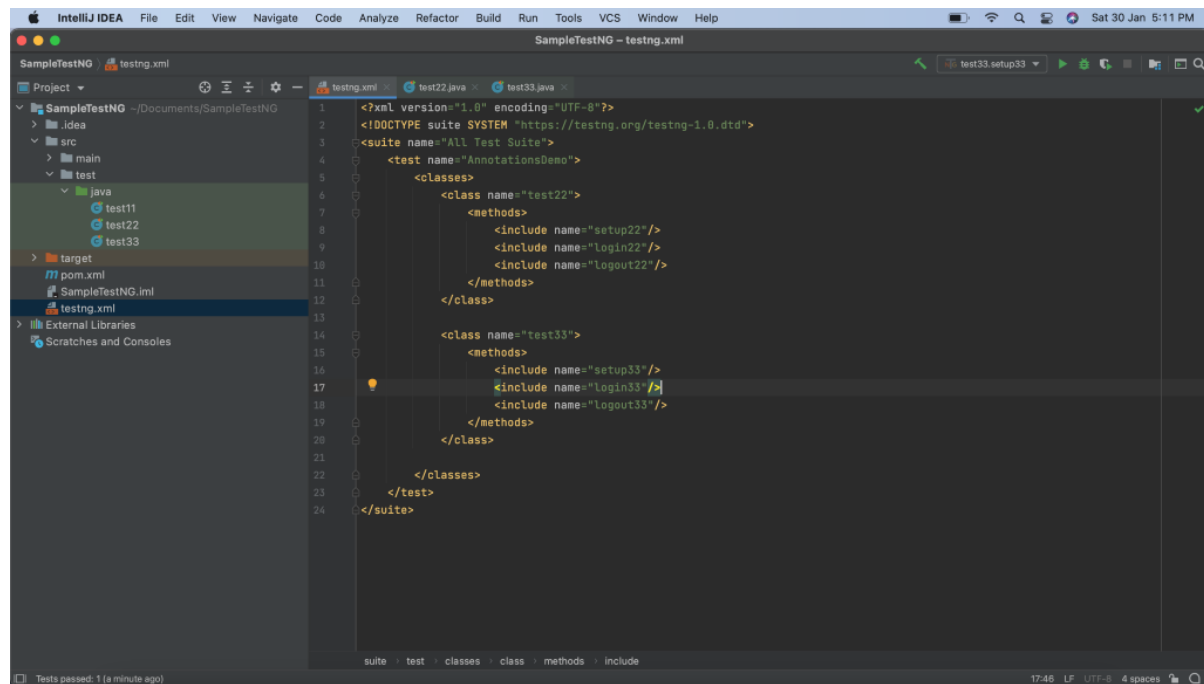 IntelliJ IDEA File Edit View Navigate Code Analyze Refactor Build Run Tools VCS Window Help Sat 30 Jan 5:11 PM
SampleTestNG – testng.xml
SampleTestNG testng.xml test33.setup33
Project testng.xml test22.java test33.java
SampleTestNG ~/Documents/SampleTestNG
.idea
src
main
test
java
test11
test22
test33
target
pom.xml
SampleTestNG.iml
testng.xml
External Libraries
Scratches and Consoles
1 <?xml version="1.0" encoding="UTF-8"?>
2 <!DOCTYPE suite SYSTEM "https://testng.org/testng-1.0.dtd">
3 <suite name="All Test Suite">
4 <test name="AnnotationsDemo">
5 <classes>
6 <class name="test22">
7 <methods>
8 <include name="setup22"/>
9 <include name="login22"/>
10 <include name="logout22"/>
11 </methods>
12 </class>
13
14 <class name="test33">
15 <methods>
16 <include name="setup33"/>
17 <include name="login33"/>
18 <include name="logout33"/>
19 </methods>
20 </class>
21
22 </classes>
23 </test>
24 </suite>
suite test classes class methods include
Tests passed: 1 (a minute ago) 17:46 LF UTF-8 4 spaces